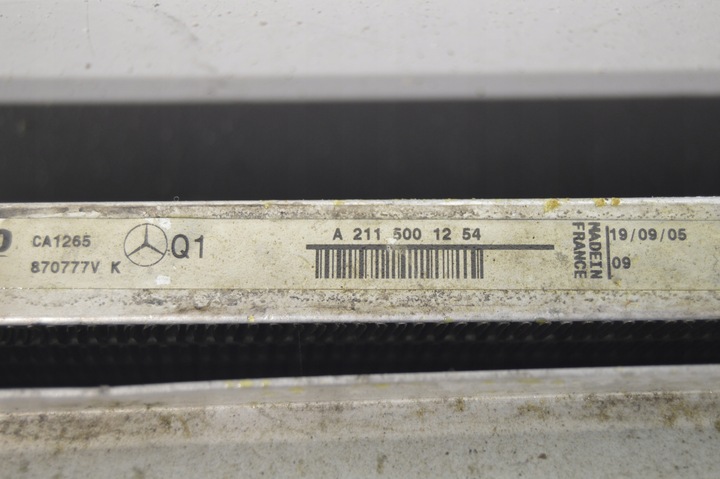 CA1265
870777V K
Q1
A 211 500 12 54
MADE IN
FRANCE
19/09/05
09